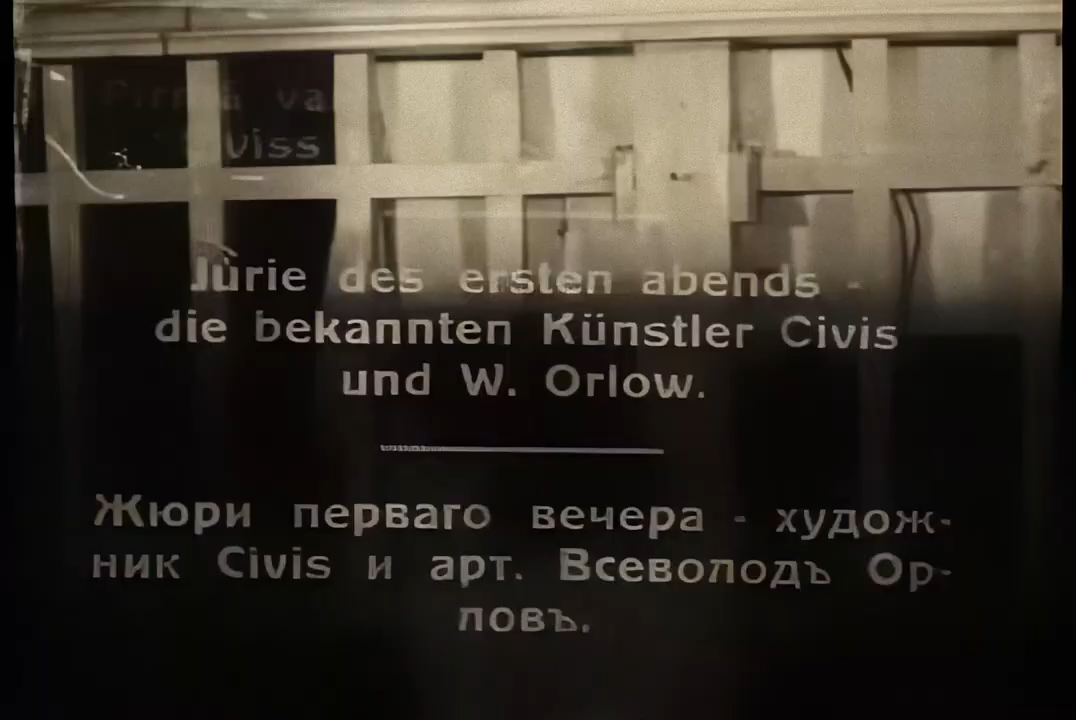 viss
Jürie des ersten abends -
die bekannten Künstler Civis
und W. Orlow.
Жюри перваго вечера - худож-
ник Civis и арт. Всеволодъ Ор-
ловъ.